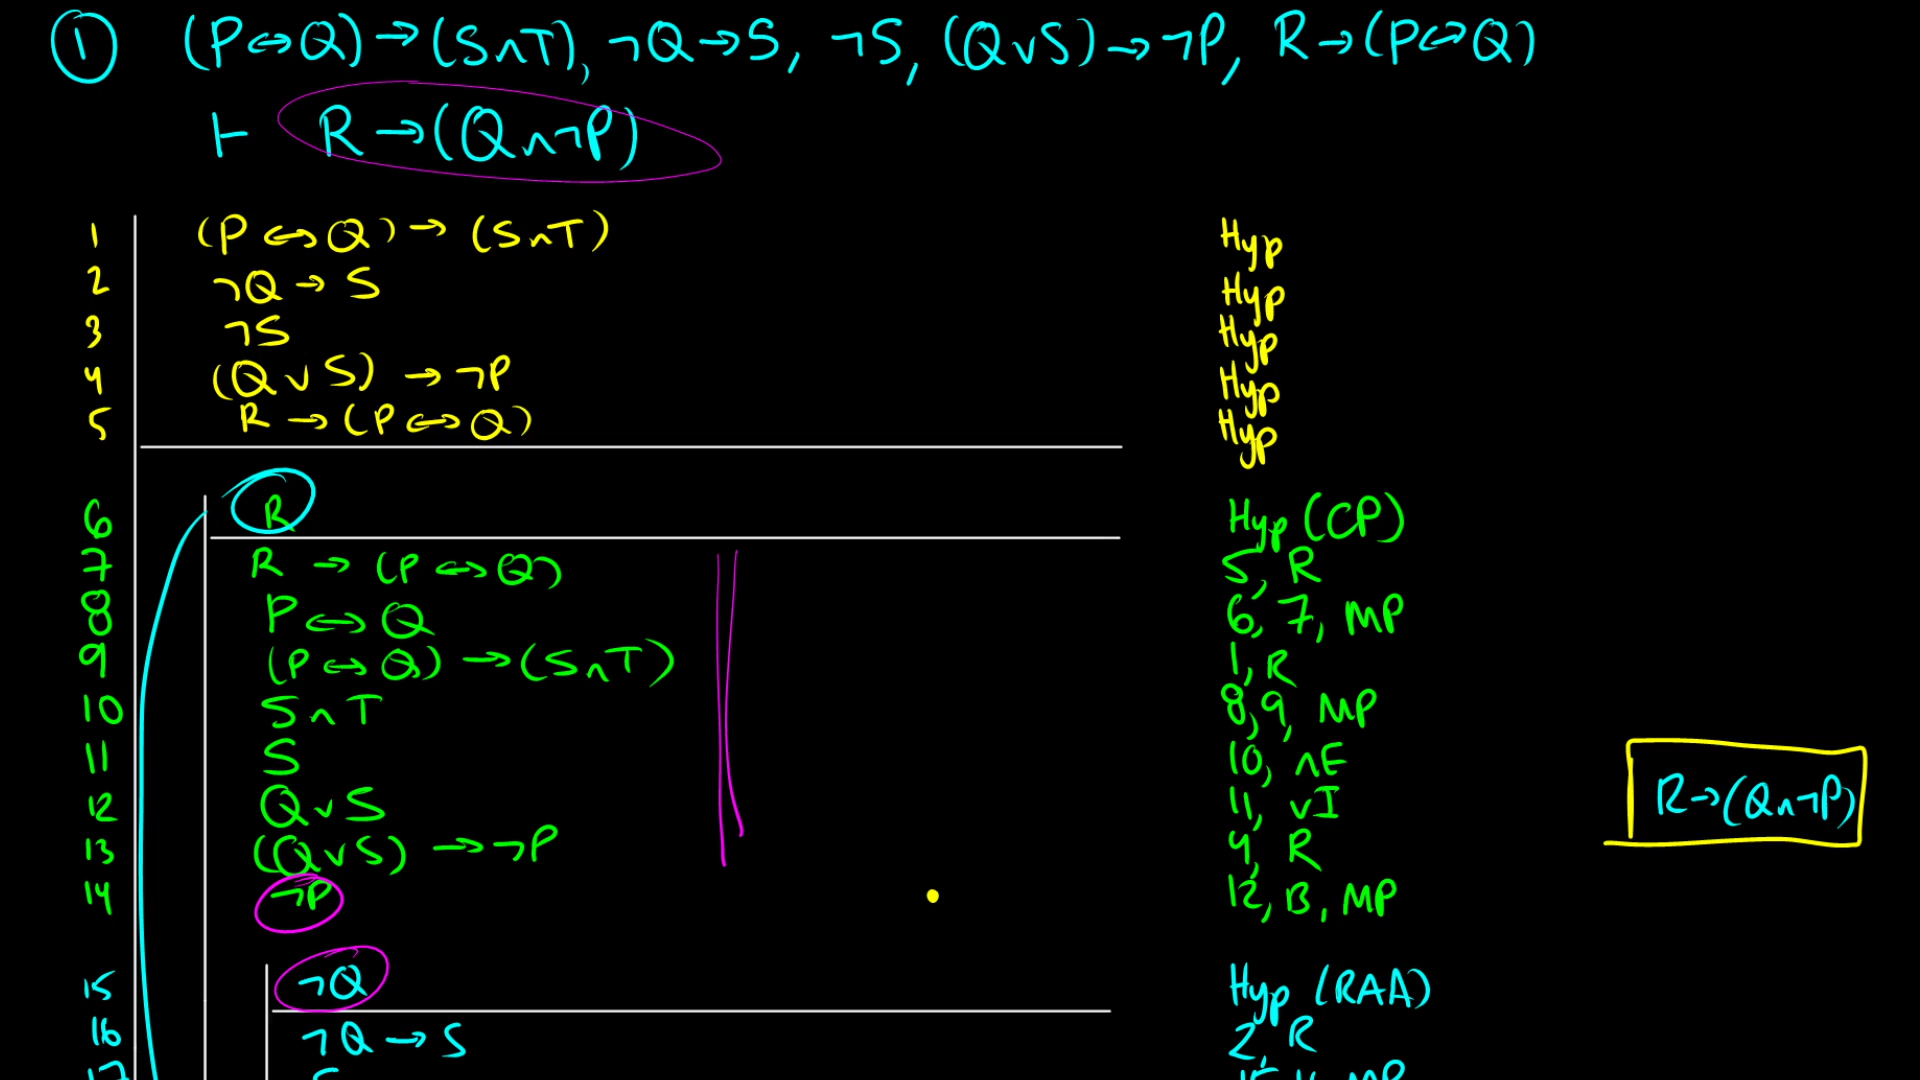 ① (P↔Q)→(S∧T), ¬Q→S, ¬S, (Q∨S)→¬P, R→(P↔Q)
⊢ R→(Q∧¬P)
1 (P↔Q)→(S∧T) Hyp
2 ¬Q→S Hyp
3 ¬S Hyp
4 (Q∨S)→¬P Hyp
5 R→(P↔Q) Hyp
6 R Hyp (CP)
7 R→(P↔Q) 5, R
8 P↔Q 6, 7, MP
9 (P↔Q)→(S∧T) 1, R
10 S∧T 8, 9, MP
11 S 10, ∧E
12 Q∨S 11, ∨I
13 (Q∨S)→¬P 4, R
14 ¬P 12, 13, MP
R→(Q∧¬P)
15 ¬Q Hyp (RAA)
16 ¬Q→S 2, R
17 MP